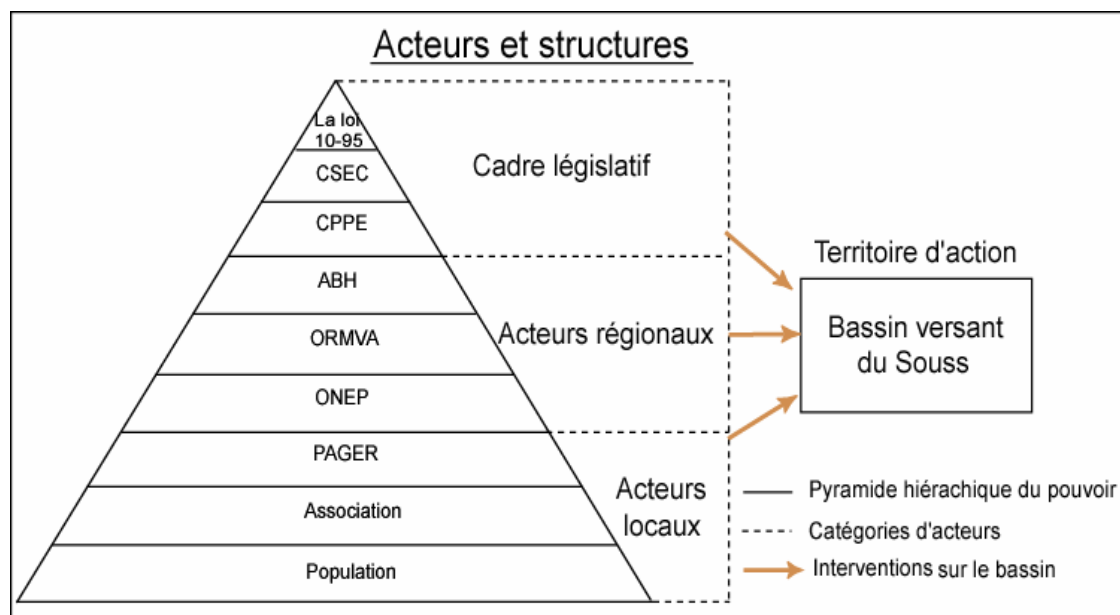 Acteurs et structures
La loi
10-95
CSEC
CPPE
ABH
ORMVA
ONEP
PAGER
Association
Population
Cadre législatif
Acteurs régionaux
Acteurs
locaux
Territoire d'action
Bassin versant
du Souss
Pyramide hiérachique du pouvoir
Catégories d'acteurs
Interventions sur le bassin